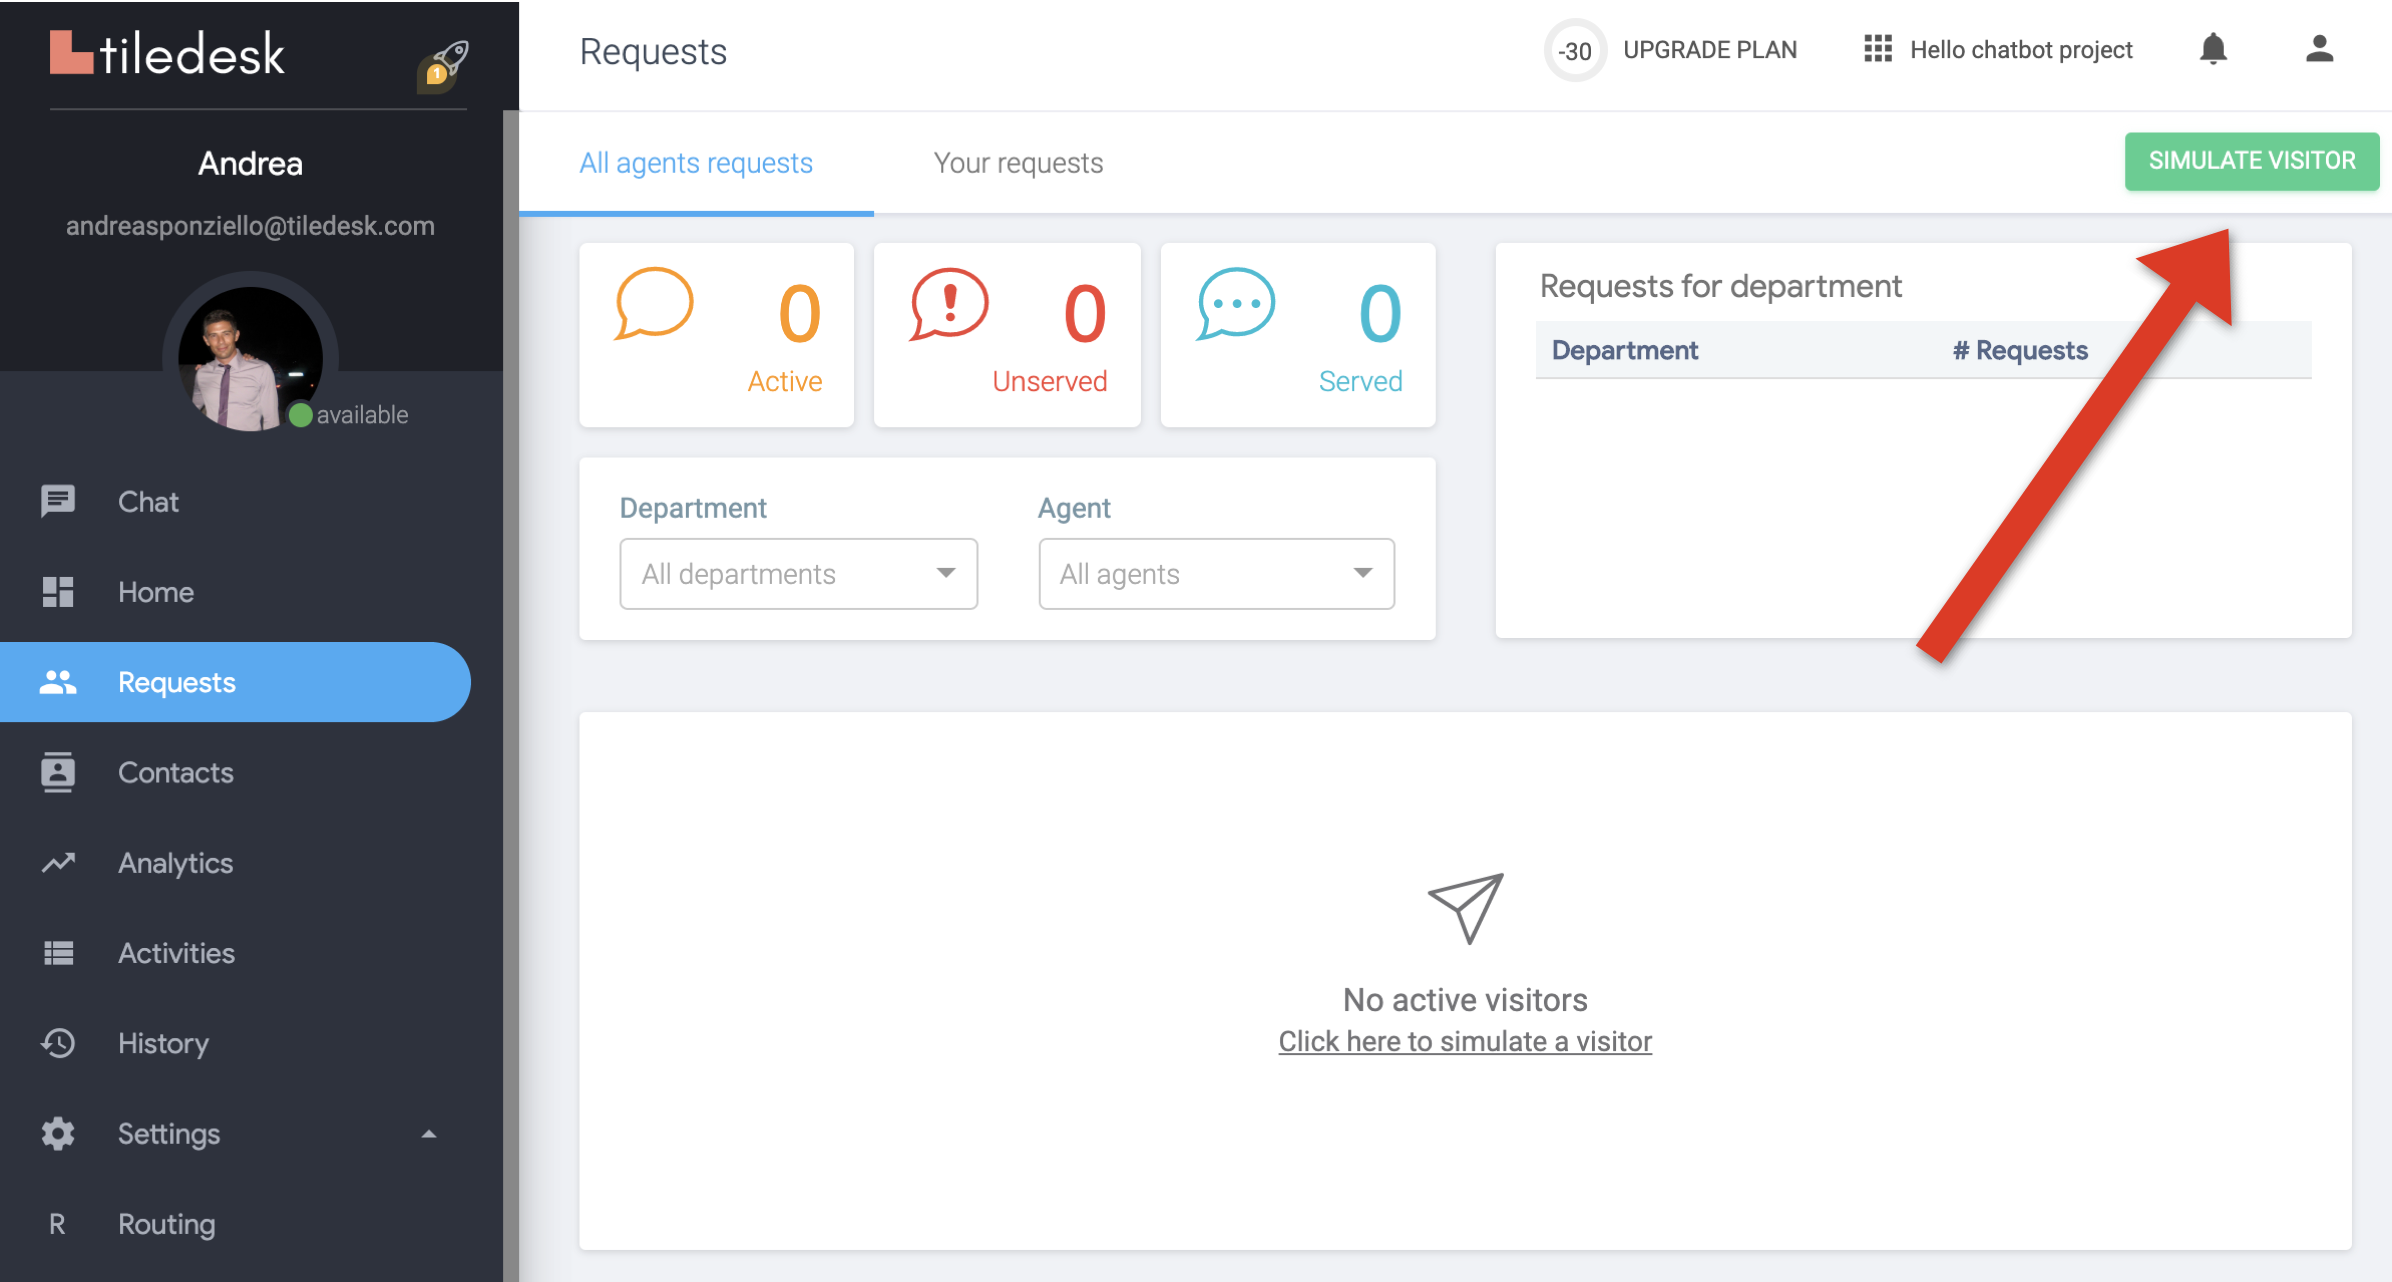 tiledesk
1
Andrea
andreasponziello@tiledesk.com
available
Chat
Home
Requests
Contacts
Analytics
Activities
History
Settings
R Routing
Requests
-30 UPGRADE PLAN
Hello chatbot project
All agents requests
Your requests
SIMULATE VISITOR
0
Active
0
Unserved
0
Served
Requests for department
Department # Requests
Department
All departments
Agent
All agents
No active visitors
Click here to simulate a visitor